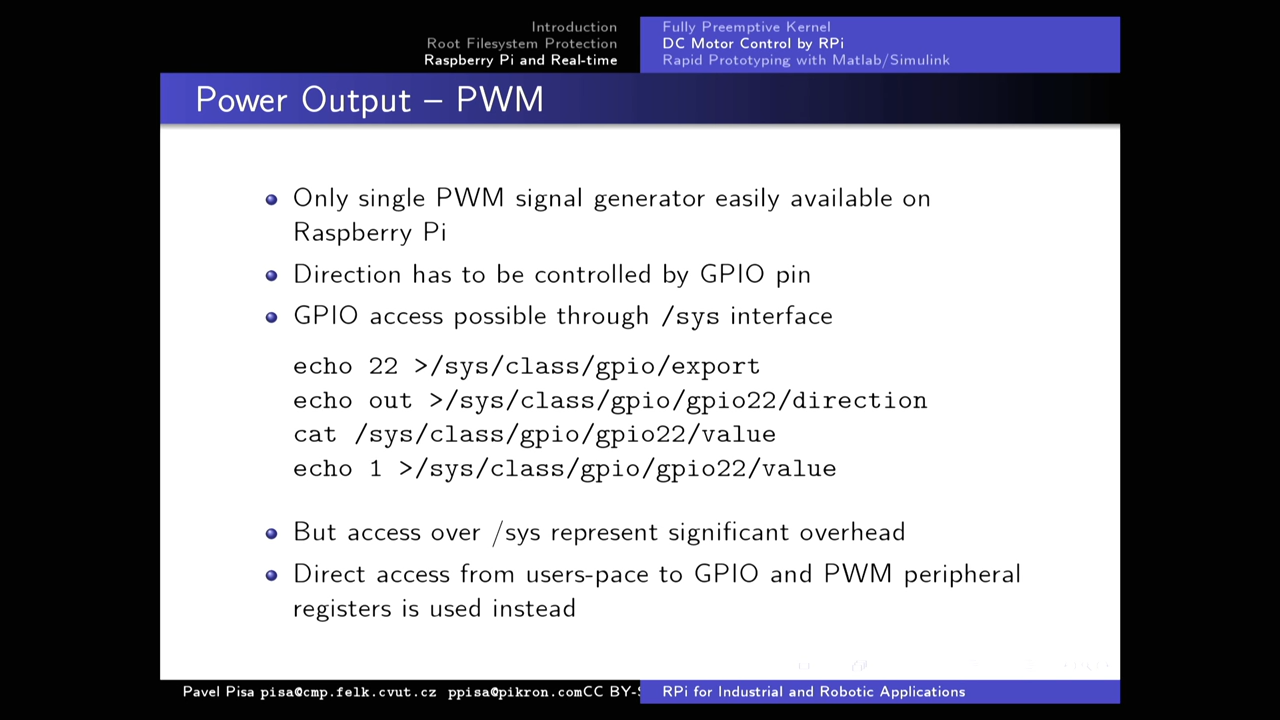 Introduction
Root Filesystem Protection
Raspberry Pi and Real-time
Fully Preemptive Kernel
DC Motor Control by RPi
Rapid Prototyping with Matlab/Simulink
Power Output – PWM
Only single PWM signal generator easily available on
Raspberry Pi
Direction has to be controlled by GPIO pin
GPIO access possible through /sys interface
echo 22 >/sys/class/gpio/export
echo out >/sys/class/gpio/gpio22/direction
cat /sys/class/gpio/gpio22/value
echo 1 >/sys/class/gpio/gpio22/value
But access over /sys represent significant overhead
Direct access from users-pace to GPIO and PWM peripheral
registers is used instead
Pavel Pisa pisa@cmp.felk.cvut.cz ppisa@pikron.comCC BY-
RPi for Industrial and Robotic Applications